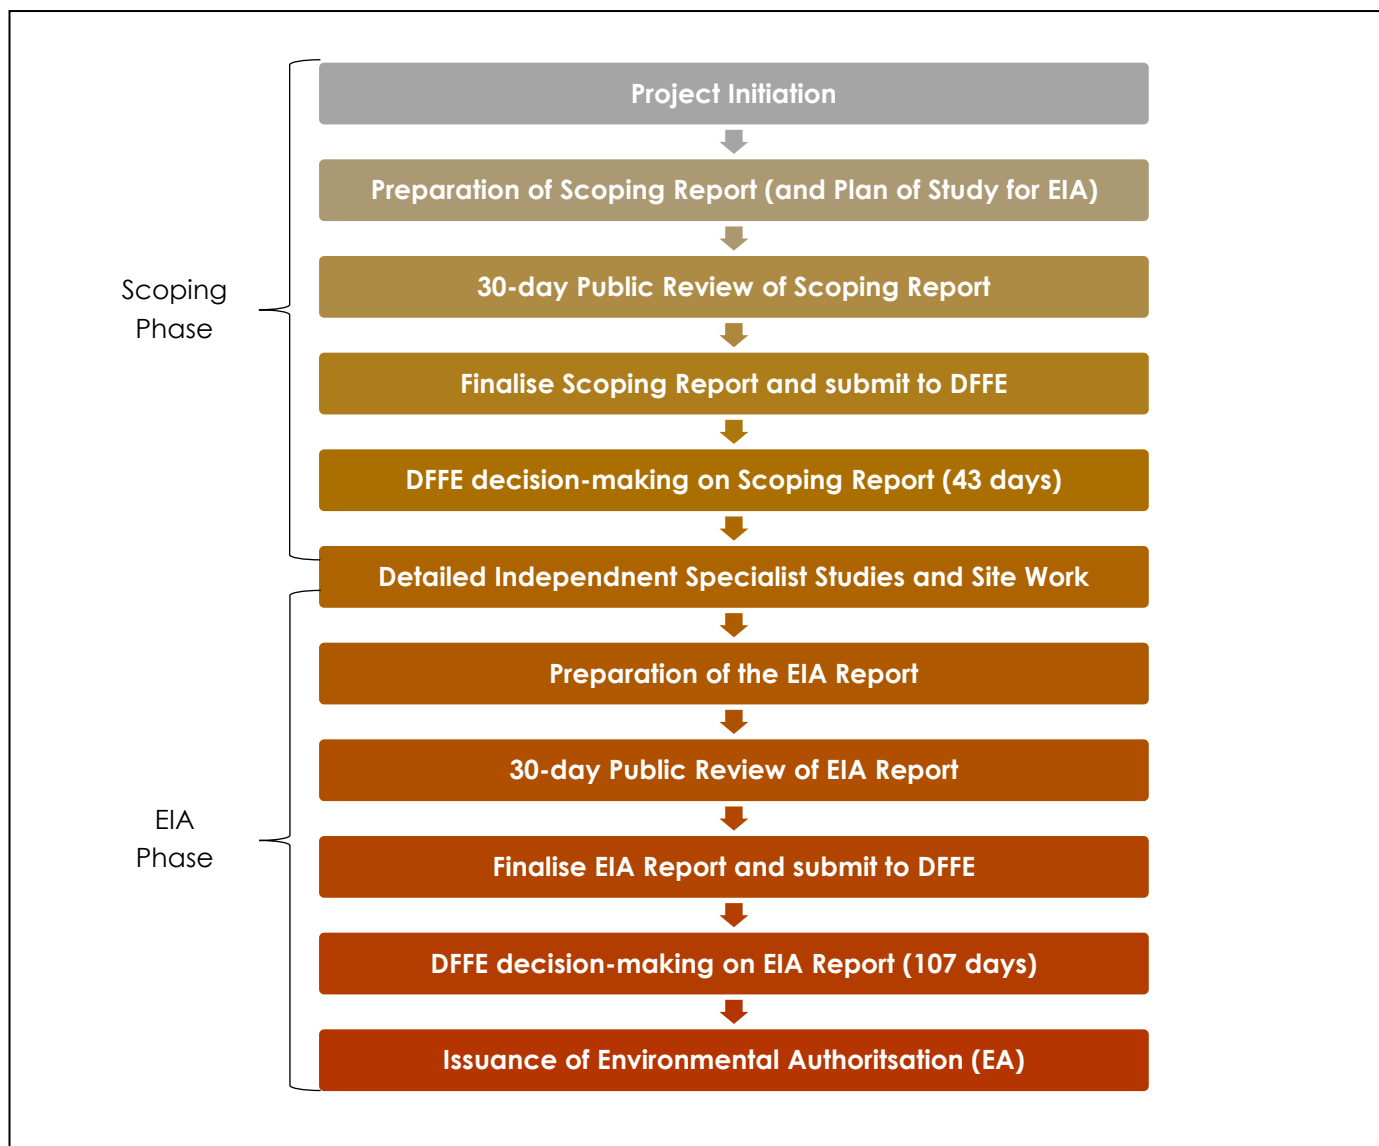 Project Initiation
Preparation of Scoping Report (and Plan of Study for EIA)
30-day Public Review of Scoping Report
Scoping
Phase
Finalise Scoping Report and submit to DFFE
DFFE decision-making on Scoping Report (43 days)
Detailed Independnent Specialist Studies and Site Work
Preparation of the EIA Report
30-day Public Review of EIA Report
EIA
Phase
Finalise EIA Report and submit to DFFE
DFFE decision-making on EIA Report (107 days)
Issuance of Environmental Authoritsation (EA)